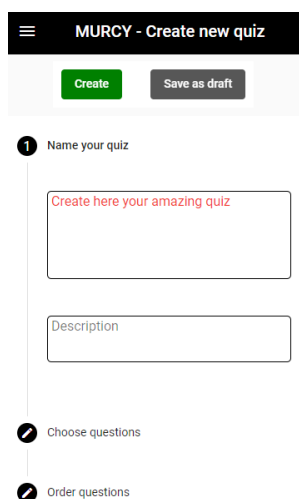 MURCY - Create new quiz
Create Save as draft
1 Name your quiz
Create here your amazing quiz
Description
Choose questions
Order questions